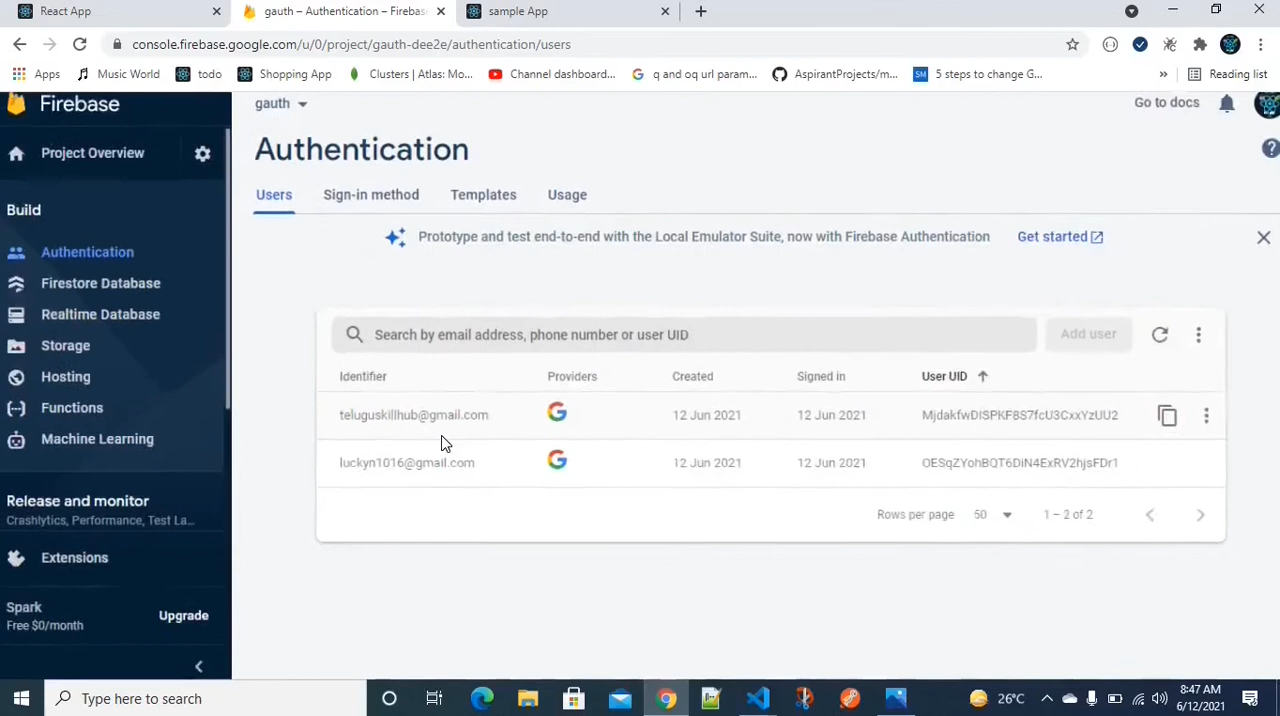 React App
gauth – Authentication – Firebase
sample App
console.firebase.google.com/u/0/project/gauth-dee2e/authentication/users
Apps
Music World
todo
Shopping App
Clusters | Atlas: Mo...
Channel dashboard...
q and oq url param...
AspirantProjects/m...
SM
5 steps to change G...
»
Reading list
Firebase
gauth
Go to docs
Project Overview
Authentication
Users
Sign-in method
Templates
Usage
Build
Prototype and test end-to-end with the Local Emulator Suite, now with Firebase Authentication
Get started
Authentication
Firestore Database
Realtime Database
Storage
Hosting
Functions
Machine Learning
Release and monitor
Crashlytics, Performance, Test La...
Extensions
Spark
Free $0/month
Upgrade
Search by email address, phone number or user UID
Add user
Identifier
Providers
Created
Signed in
User UID
teluguskillhub@gmail.com
12 Jun 2021
12 Jun 2021
MjdakfwDISPKF8S7fcU3CxxYzUU2
luckyn1016@gmail.com
12 Jun 2021
12 Jun 2021
OESqZYohBQT6DiN4ExRV2hjsFDr1
Rows per page
50
1 – 2 of 2
Type here to search
26°C
8:47 AM
6/12/2021